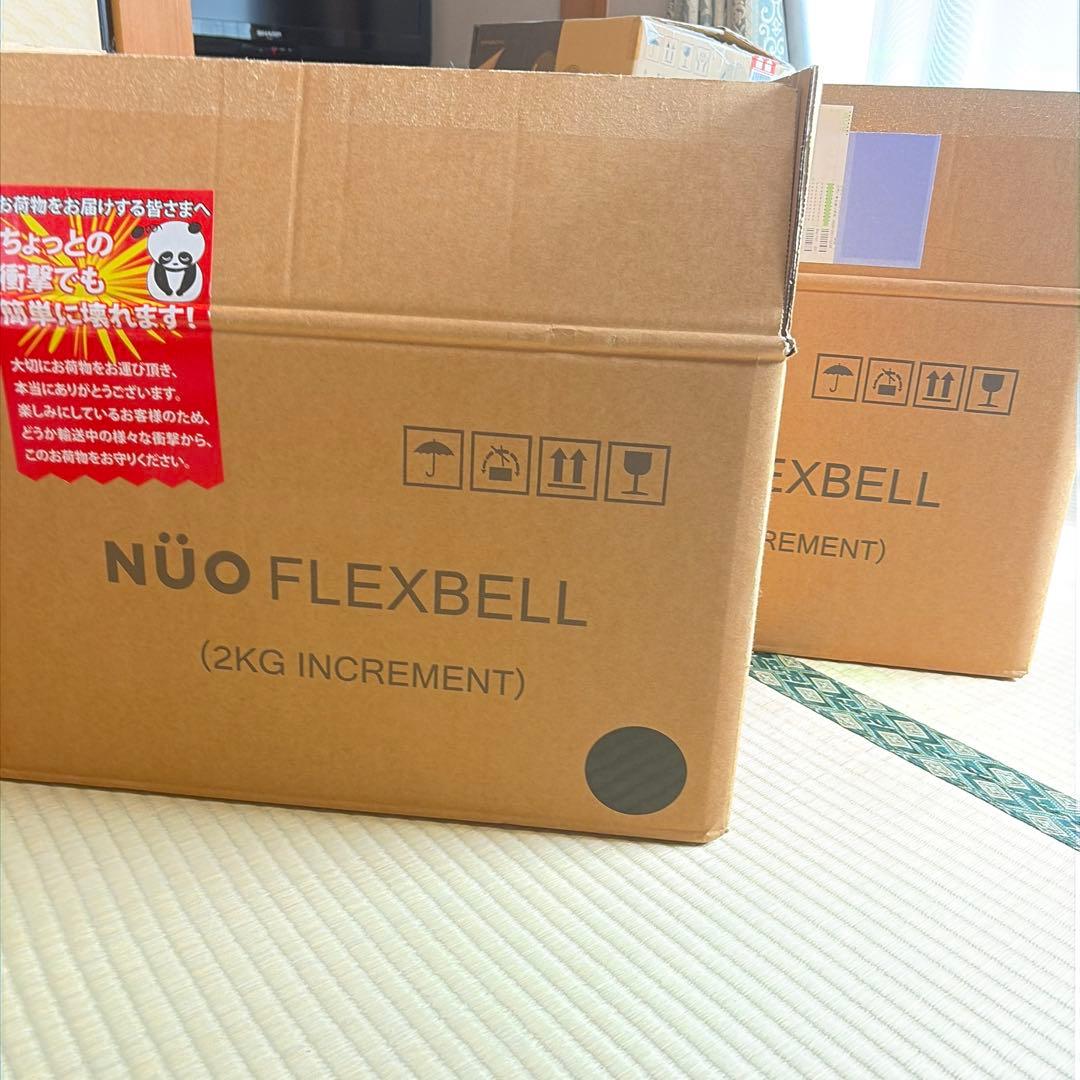 SHARP
お荷物をお届けする皆さまへ
ちょっとの
衝撃でも
簡単に壊れます!
大切にお荷物をお運び頂き、
本当にありがとうございます。
楽しみにしているお客様のため、
どうか輸送中の様々な衝撃から、
このお荷物をお守りください。
NÜO FLEXBELL
(2KG INCREMENT)
EXBELL
REMENT)